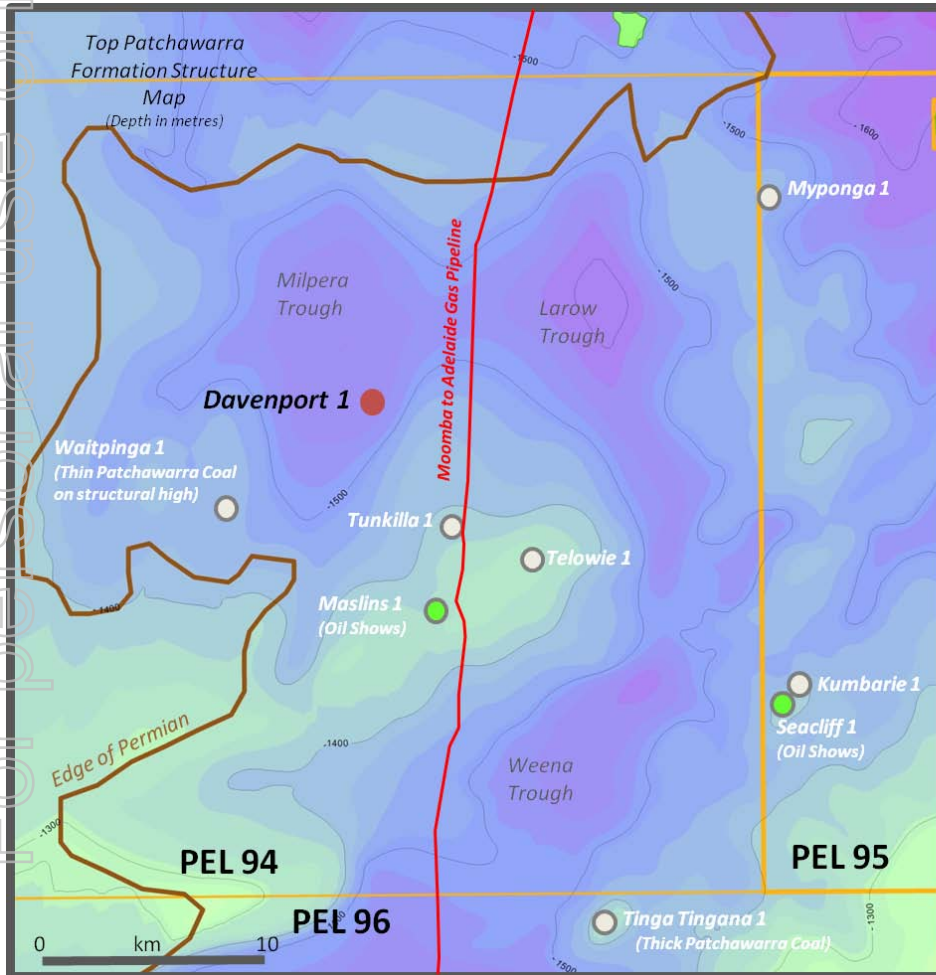 Top Patchawarra
Formation Structure
Map
(Depth in metres)
-1500
-1500
-1600
Myponga 1
Moomba to Adelaide Gas Pipeline
Milpera
Trough
Larow
Trough
-1500
Davenport 1
Waitpinga 1
(Thin Patchawarra Coal
on structural high)
-1500
Tunkilla 1
Telowie 1
Maslins 1
(Oil Shows)
-1400
Kumbarie 1
Seacliff 1
(Oil Shows)
Edge of Permian
-1400
Weena
Trough
-1300
PEL 94
PEL 95
PEL 96
Tinga Tingana 1
(Thick Patchawarra Coal)
-1300
-1500
0 km 10